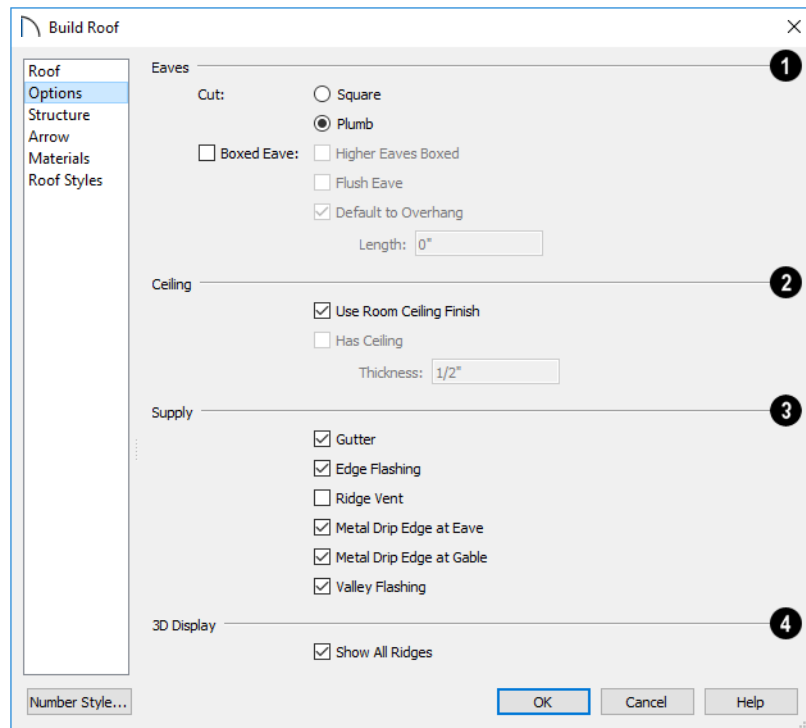 Build Roof
Roof
Options
Structure
Arrow
Materials
Roof Styles
Eaves
1
Cut:
Square
Plumb
Boxed Eave:
Higher Eaves Boxed
Flush Eave
Default to Overhang
Length: 0"
Ceiling
2
Use Room Ceiling Finish
Has Ceiling
Thickness: 1/2"
Supply
3
Gutter
Edge Flashing
Ridge Vent
Metal Drip Edge at Eave
Metal Drip Edge at Gable
Valley Flashing
3D Display
4
Show All Ridges
Number Style...
OK
Cancel
Help